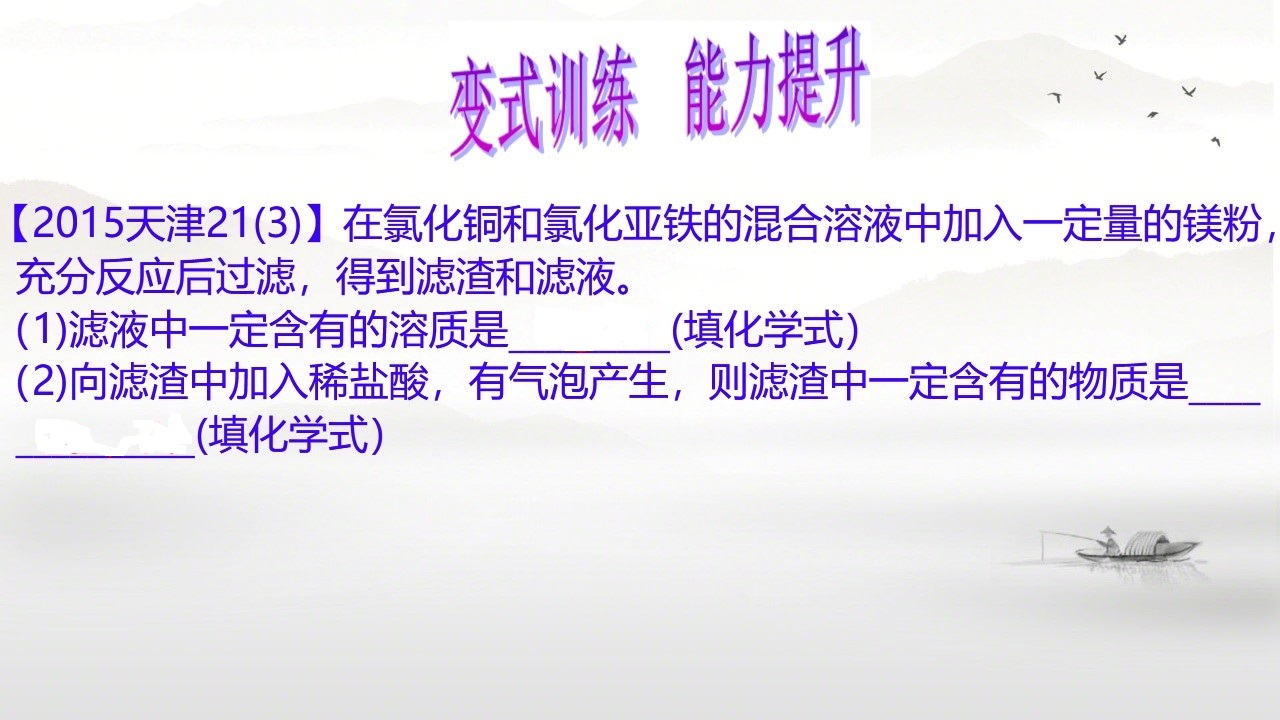 变式训练 能力提升
【2015天津21(3)】在氯化铜和氯化亚铁的混合溶液中加入一定量的镁粉，
充分反应后过滤，得到滤渣和滤液。
(1)滤液中一定含有的溶质是_________(填化学式）
(2)向滤渣中加入稀盐酸，有气泡产生，则滤渣中一定含有的物质是____
__________(填化学式）